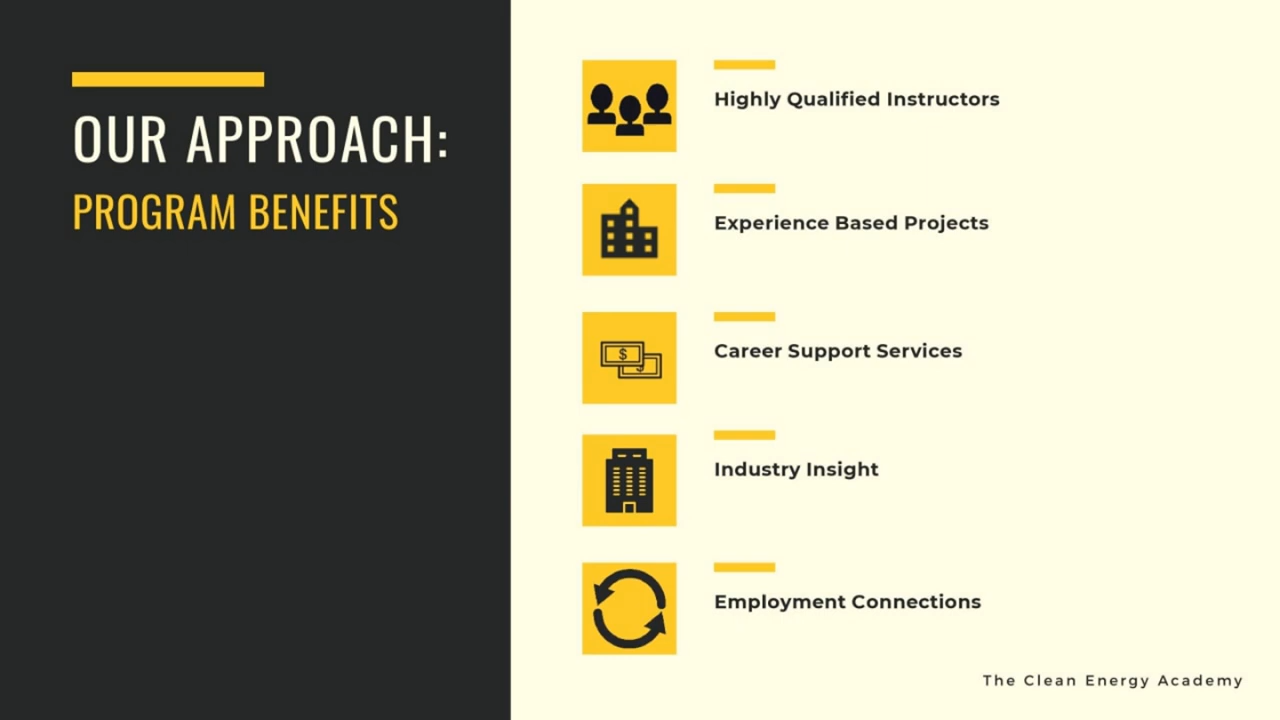 OUR APPROACH:
PROGRAM BENEFITS
Highly Qualified Instructors
Experience Based Projects
$
$
Career Support Services
Industry Insight
Employment Connections
The Clean Energy Academy